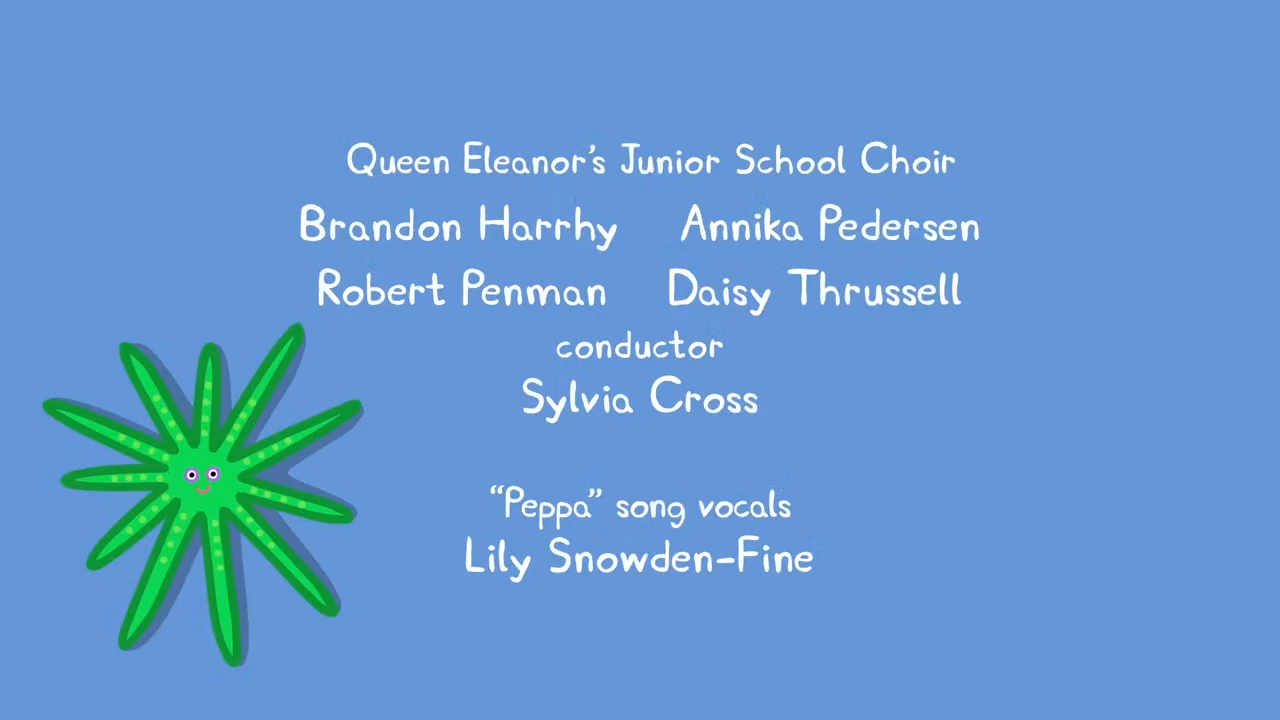 Queen Eleanor's Junior School Choir
Brandon Harrhy Annika Pedersen
Robert Penman Daisy Thrussell
conductor
Sylvia Cross
“Peppa” song vocals
Lily Snowden-Fine